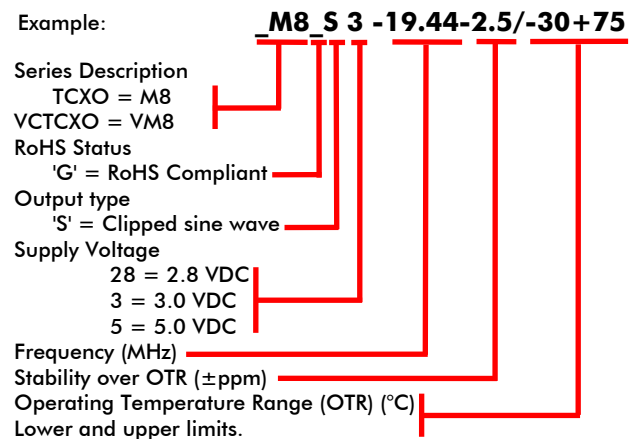 Example: _M8_S 3 -19.44-2.5/-30+75
Series Description
TCXO = M8
VCTCXO = VM8
RoHS Status
'G' = RoHS Compliant
Output type
'S' = Clipped sine wave
Supply Voltage
28 = 2.8 VDC
3 = 3.0 VDC
5 = 5.0 VDC
Frequency (MHz)
Stability over OTR (±ppm)
Operating Temperature Range (OTR) (°C)
Lower and upper limits.